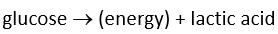 glucose → (energy) + lactic acid